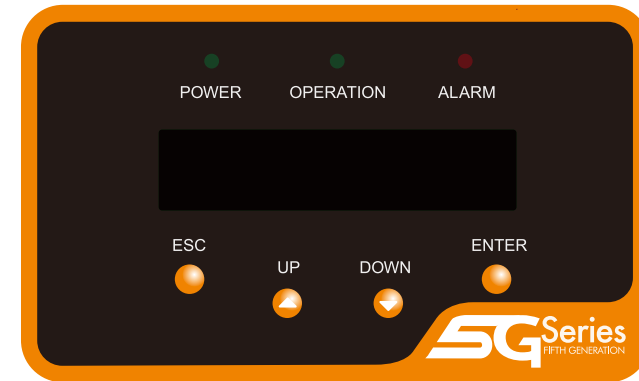 POWER OPERATION ALARM
ESC ENTER
UP DOWN
5G Series
FIFTH GENERATION